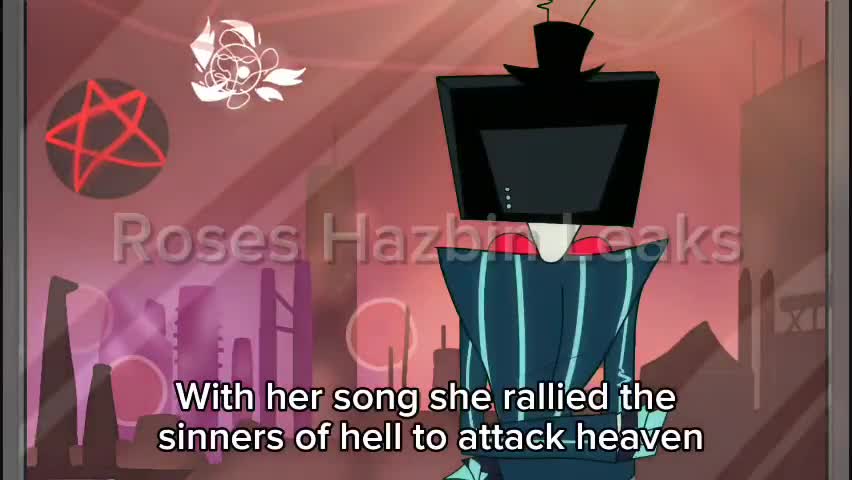 Roses Hazbin Leaks
With her song she rallied the
sinners of hell to attack heaven